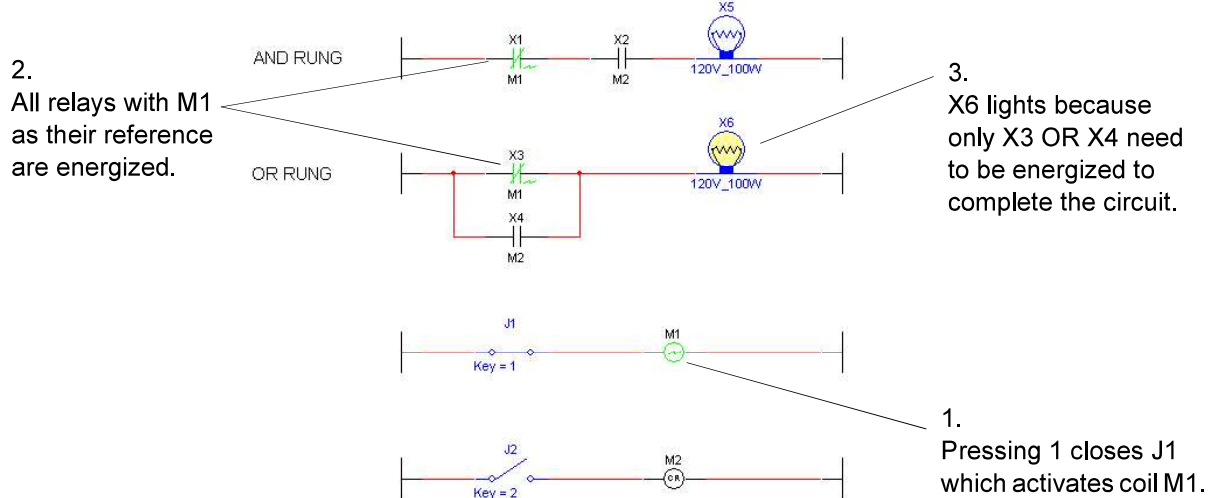 X5
X1
X2
AND RUNG
M1
M2
120V_100W
2.
All relays with M1
as their reference
are energized.
3.
X6 lights because
only X3 OR X4 need
to be energized to
complete the circuit.
X6
X3
OR RUNG
M1
120V_100W
X4
M2
J1
M1
Key = 1
1.
Pressing 1 closes J1
which activates coil M1.
J2
M2
CR
Key = 2